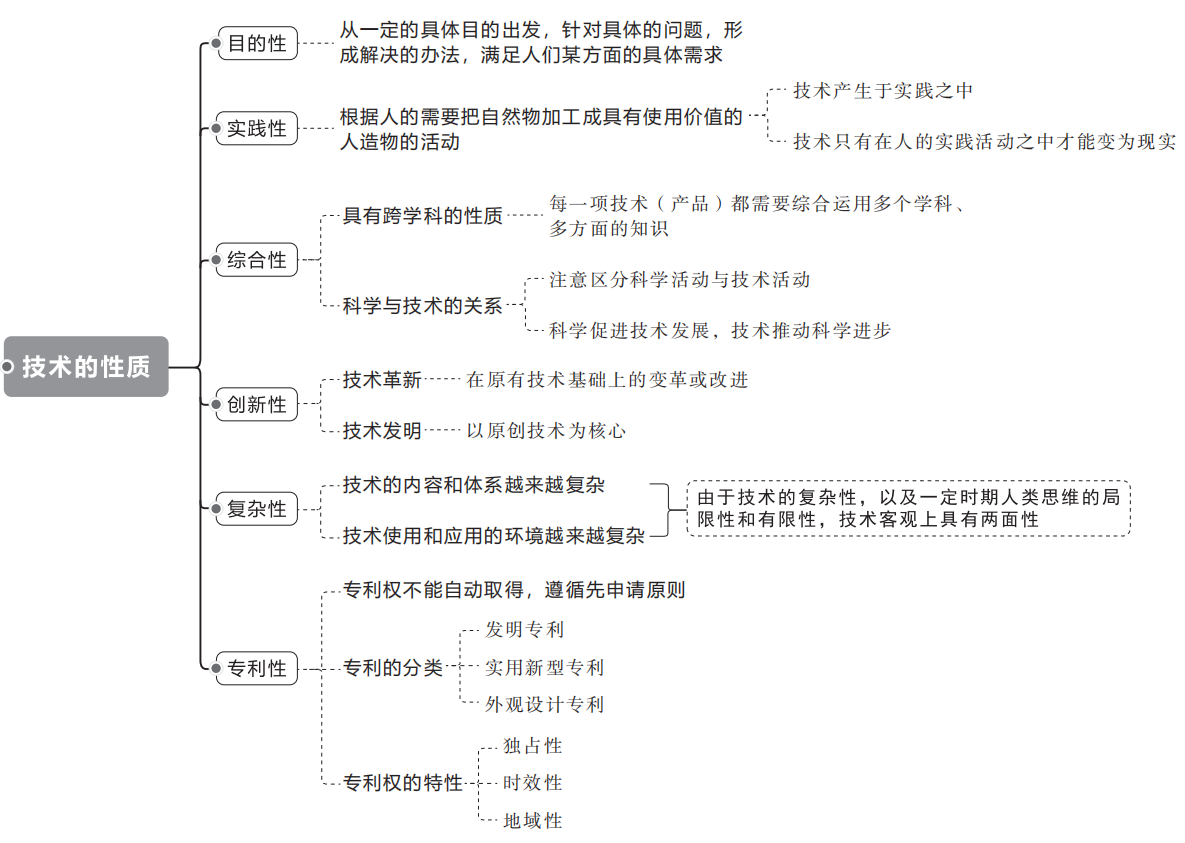 技术的性质
目的性
从一定的具体目的出发，针对具体的问题，形
成解决的办法，满足人们某方面的具体需求
实践性
根据人的需要把自然物加工成具有使用价值的
人造物的活动
技术产生于实践之中
技术只有在人的实践活动之中才能变为现实
综合性
具有跨学科的性质
每一项技术（产品）都需要综合运用多个学科、
多方面的知识
科学与技术的关系
注意区分科学活动与技术活动
科学促进技术发展，技术推动科学进步
创新性
技术革新
在原有技术基础上的变革或改进
技术发明
以原创技术为核心
复杂性
技术的内容和体系越来越复杂
技术使用和应用的环境越来越复杂
由于技术的复杂性，以及一定时期人类思维的局
限性和有限性，技术客观上具有两面性
专利性
专利权不能自动取得，遵循先申请原则
专利的分类
发明专利
实用新型专利
外观设计专利
专利权的特性
独占性
时效性
地域性